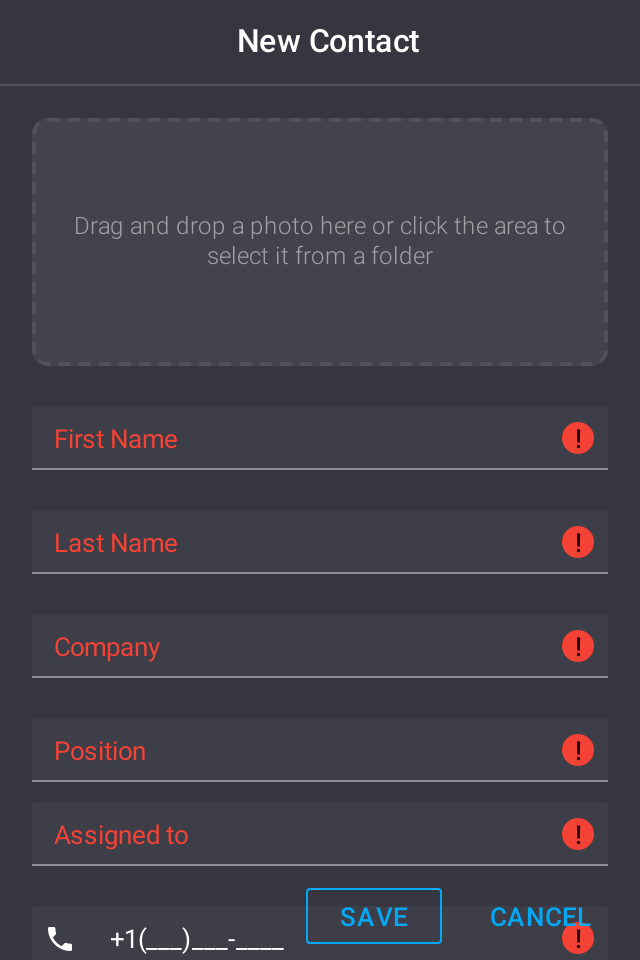 New Contact
Drag and drop a photo here or click the area to
select it from a folder
First Name
!
Last Name
!
Company
!
Position
!
Assigned to
!
SAVE
CANCEL
+1(___)___-____
!